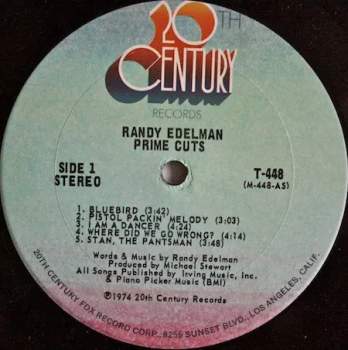 20TH
CENTURY
RECORDS
RANDY EDELMAN
PRIME CUTS
SIDE 1
STEREO
T-448
(M-448-AS)
1. BLUEBIRD (3:42)
2. PISTOL PACKIN' MELODY (3:03)
3. I AM A DANCER (4:24)
4. WHERE DID WE GO WRONG? (4:14)
5. STAN, THE PANTSMAN (3:48)
Words & Music by Randy Edelman
Produced by Michael Stewart
All Songs Published by Irving Music, Inc.
& Piano Picker Music (BMI)
℗1974 20th Century Records
20TH CENTURY FOX RECORD CORP., 8255 SUNSET BLVD., LOS ANGELES, CALIF.